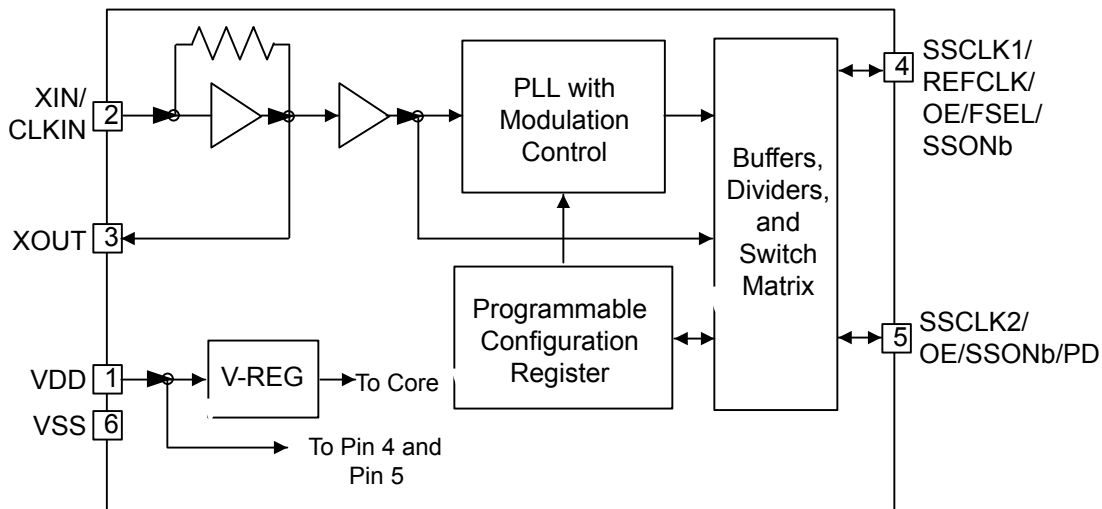 XIN/
CLKIN
2
XOUT
3
VDD
1
VSS
6
V-REG
To Core
To Pin 4 and
Pin 5
PLL with
Modulation
Control
Programmable
Configuration
Register
Buffers,
Dividers,
and
Switch
Matrix
4
SSCLK1/
REFCLK/
OE/FSEL/
SSONb
5
SSCLK2/
OE/SSONb/PD